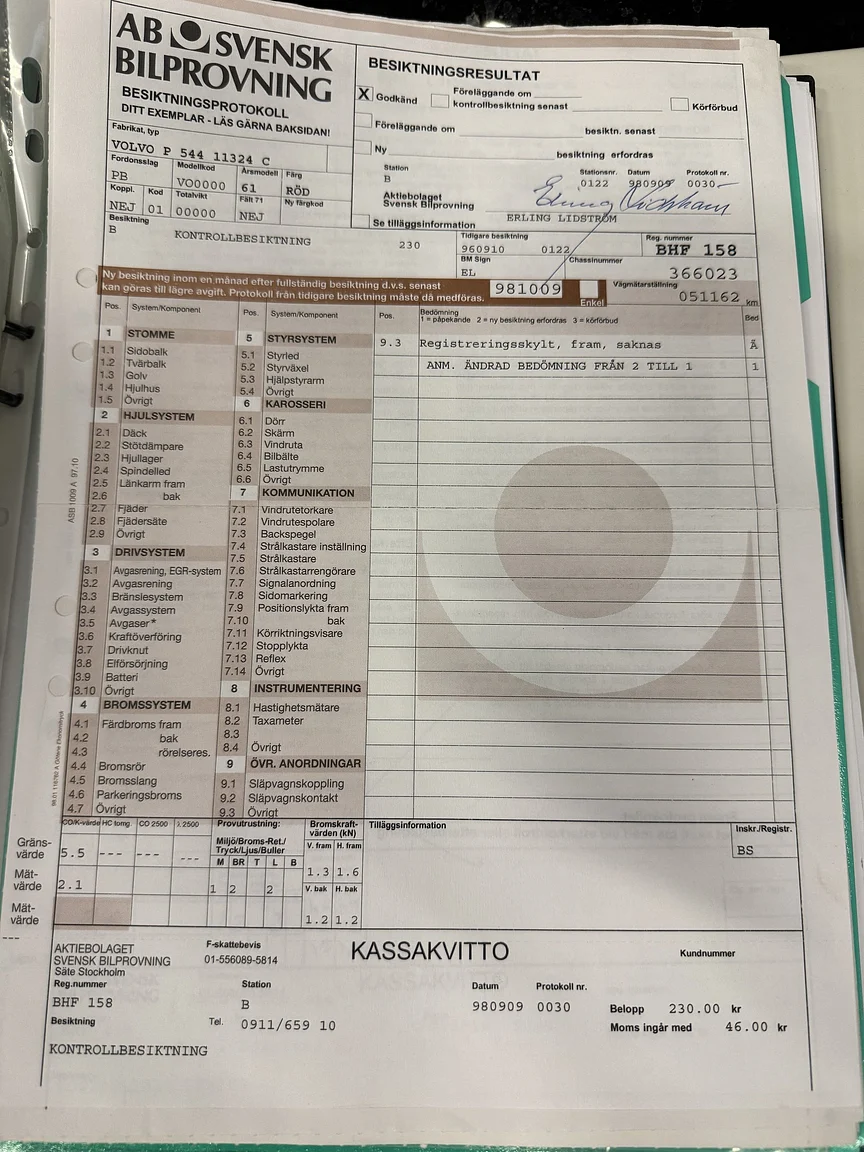 AB SVENSK
BILPROVNING
BESIKTNINGSPROTOKOLL
DITT EXEMPLAR - LÄS GÄRNA BAKSIDAN!
Fabrikat, typ
VOLVO P 544 11324 C
Fordonsslag Modellkod Årsmodell Färg
PB VO0000 61 RÖD
Koppl. Kod Totalvikt Fält 71 Ny färgkod
NEJ 01 00000 NEJ
Besiktning
B KONTROLLBESIKTNING 230
BESIKTNINGSRESULTAT
X Godkänd Föreläggande om
kontrollbesiktning senast Körförbud
Föreläggande om besiktn. senast
Ny besiktning erfordras
Station Stationsnr. Datum Protokoll nr.
B 0122 980909 0030
Aktiebolaget
Svensk Bilprovning
ERLING LIDSTRÖM
Se tilläggsinformation
Tidigare besiktning Reg. nummer
960910 0122 BHF 158
BM Sign Chassinummer
EL 366023
Ny besiktning inom en månad efter fullständig besiktning d.v.s. senast
kan göras till lägre avgift. Protokoll från tidigare besiktning måste då medföras.
981009 Enkel
Vägmätarställning
051162 km
Pos. System/Komponent
1 STOMME
1.1 Sidobalk
1.2 Tvärbalk
1.3 Golv
1.4 Hjulhus
1.5 Övrigt
2 HJULSYSTEM
2.1 Däck
2.2 Stötdämpare
2.3 Hjullager
2.4 Spindelled
2.5 Länkarm fram
2.6 bak
2.7 Fjäder
2.8 Fjädersäte
2.9 Övrigt
3 DRIVSYSTEM
3.1 Avgasrening, EGR-system
3.2 Avgasrening
3.3 Bränslesystem
3.4 Avgassystem
3.5 Avgaser*
3.6 Kraftöverföring
3.7 Drivknut
3.8 Elförsörjning
3.9 Batteri
3.10 Övrigt
4 BROMSSYSTEM
4.1 Färdbroms fram
4.2 bak
4.3 rörelseres.
4.4 Bromsrör
4.5 Bromsslang
4.6 Parkeringsbroms
4.7 Övrigt
Pos. System/Komponent
5 STYRSYSTEM
5.1 Styrled
5.2 Styrväxel
5.3 Hjälpstyrarm
5.4 Övrigt
6 KAROSSERI
6.1 Dörr
6.2 Skärm
6.3 Vindruta
6.4 Bilbälte
6.5 Lastutrymme
6.6 Övrigt
7 KOMMUNIKATION
7.1 Vindrutetorkare
7.2 Vindrutespolare
7.3 Backspegel
7.4 Strålkastare inställning
7.5 Strålkastare
7.6 Strålkastarrengörare
7.7 Signalanordning
7.8 Sidomarkering
7.9 Positionslykta fram
7.10 bak
7.11 Körriktningsvisare
7.12 Stopplykta
7.13 Reflex
7.14 Övrigt
8 INSTRUMENTERING
8.1 Hastighetsmätare
8.2 Taxameter
8.3
8.4 Övrigt
9 ÖVR. ANORDNINGAR
9.1 Släpvagnskoppling
9.2 Släpvagnskontakt
9.3 Övrigt
Pos. Bedömning Bed
1 = påpekande 2 = ny besiktning erfordras 3 = körförbud
9.3 Registreringsskylt, fram, saknas Ä
ANM. ÄNDRAD BEDÖMNING FRÅN 2 TILL 1 1
ASB 1009 A 97.10
CO/K-värde HC tomg. CO 2500 λ 2500
Gräns-
värde 5.5 --- --- ---
Mät-
värde 2.1
Mät-
värde
---
Provutrustning:
Miljö/Broms-Ret./
Tryck/Ljus/Buller
M BR T L B
1 2 2
Bromskraft-
värden (kN)
V. fram H. fram
1.3 1.6
V. bak H. bak
1.2 1.2
Tilläggsinformation
Inskr./Registr.
BS
AKTIEBOLAGET
SVENSK BILPROVNING
Säte Stockholm
F-skattebevis
01-556089-5814
KASSAKVITTO
Kundnummer
Reg.nummer Station Datum Protokoll nr.
BHF 158 B 980909 0030 Belopp 230.00 kr
Besiktning Tel. 0911/659 10 Moms ingår med 46.00 kr
KONTROLLBESIKTNING